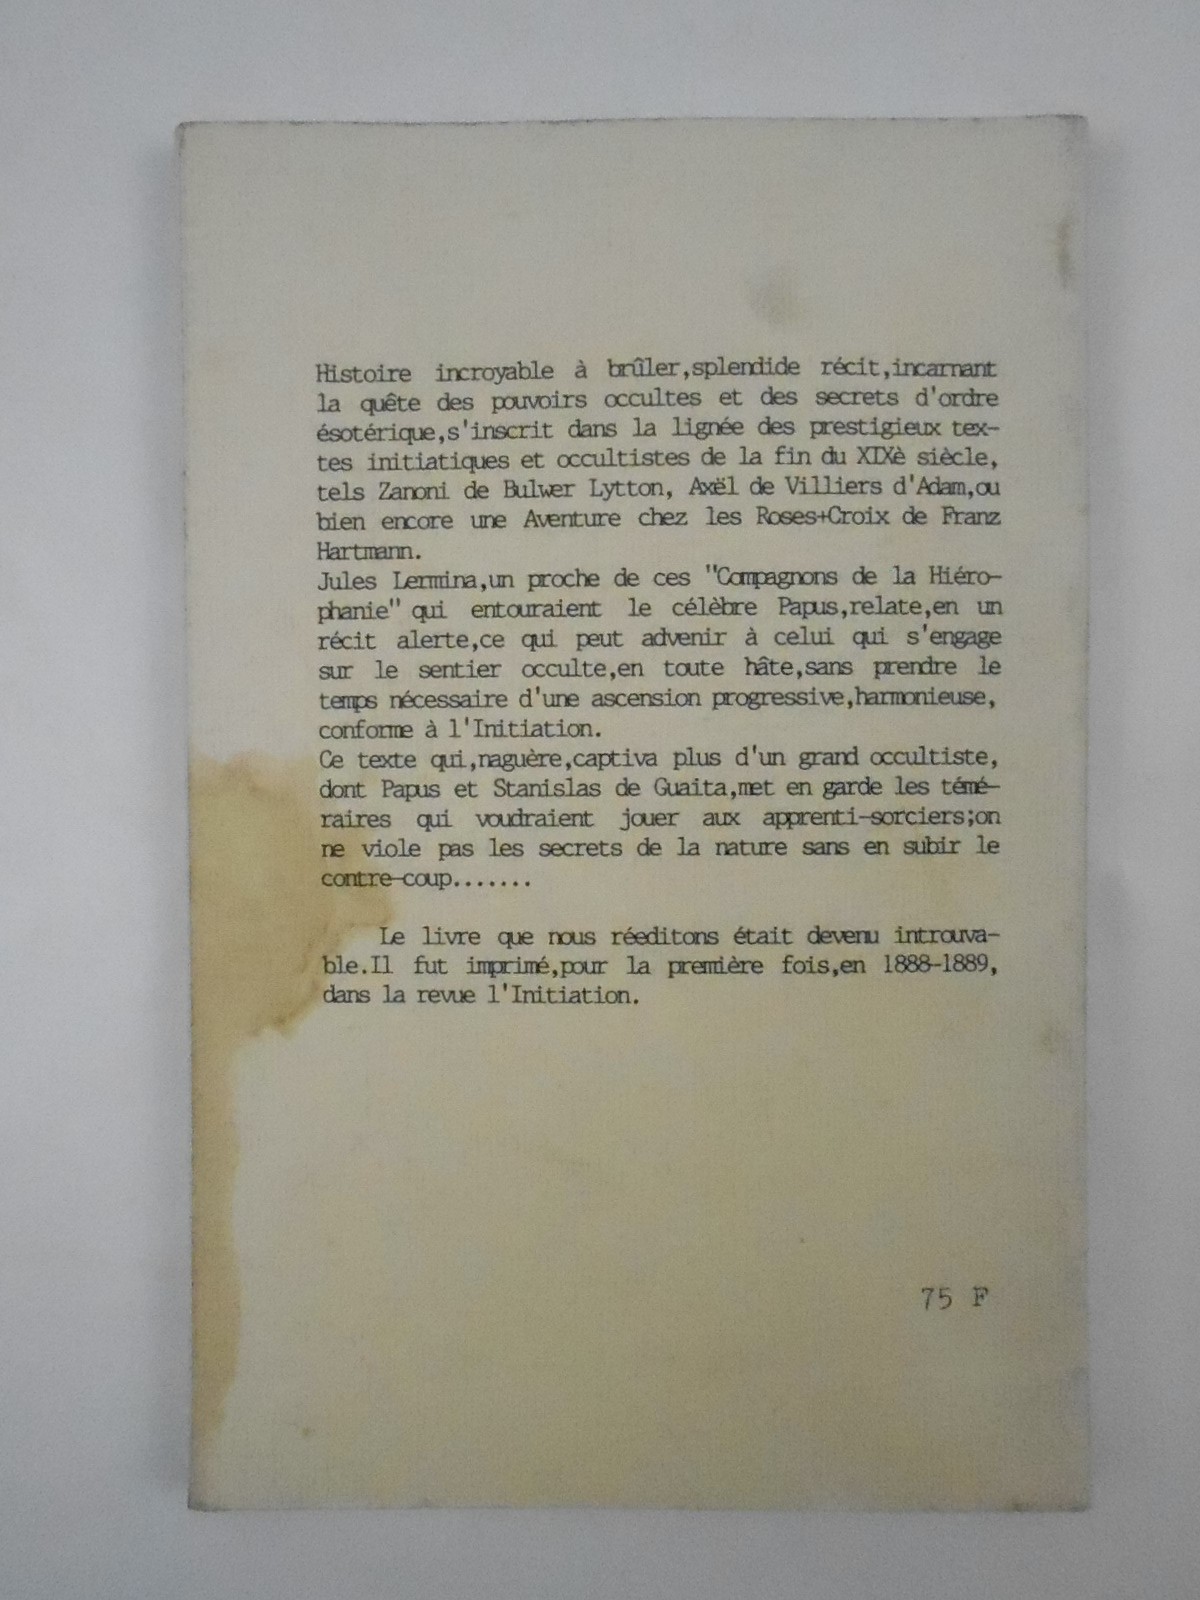 Histoire incroyable à brûler,splendide récit,incarnant
la quête des pouvoirs occultes et des secrets d'ordre
ésotérique,s'inscrit dans la lignée des prestigieux tex-
tes initiatiques et occultistes de la fin du XIXè siècle,
tels Zanoni de Bulwer Lytton, Axël de Villiers d'Adam,ou
bien encore une Aventure chez les Roses+Croix de Franz
Hartmann.
Jules Lermina,un proche de ces "Compagnons de la Hiéro-
phanie" qui entouraient le célèbre Papus,relate,en un
récit alerte,ce qui peut advenir à celui qui s'engage
sur le sentier occulte,en toute hâte,sans prendre le
temps nécessaire d'une ascension progressive,harmonieuse,
conforme à l'Initiation.
Ce texte qui,naguère,captiva plus d'un grand occultiste,
dont Papus et Stanislas de Guaita,met en garde les témé-
raires qui voudraient jouer aux apprenti-sorciers;on
ne viole pas les secrets de la nature sans en subir le
contre-coup.......
Le livre que nous réeditons était devenu introuva-
ble.Il fut imprimé,pour la première fois,en 1888-1889,
dans la revue l'Initiation.
75 F